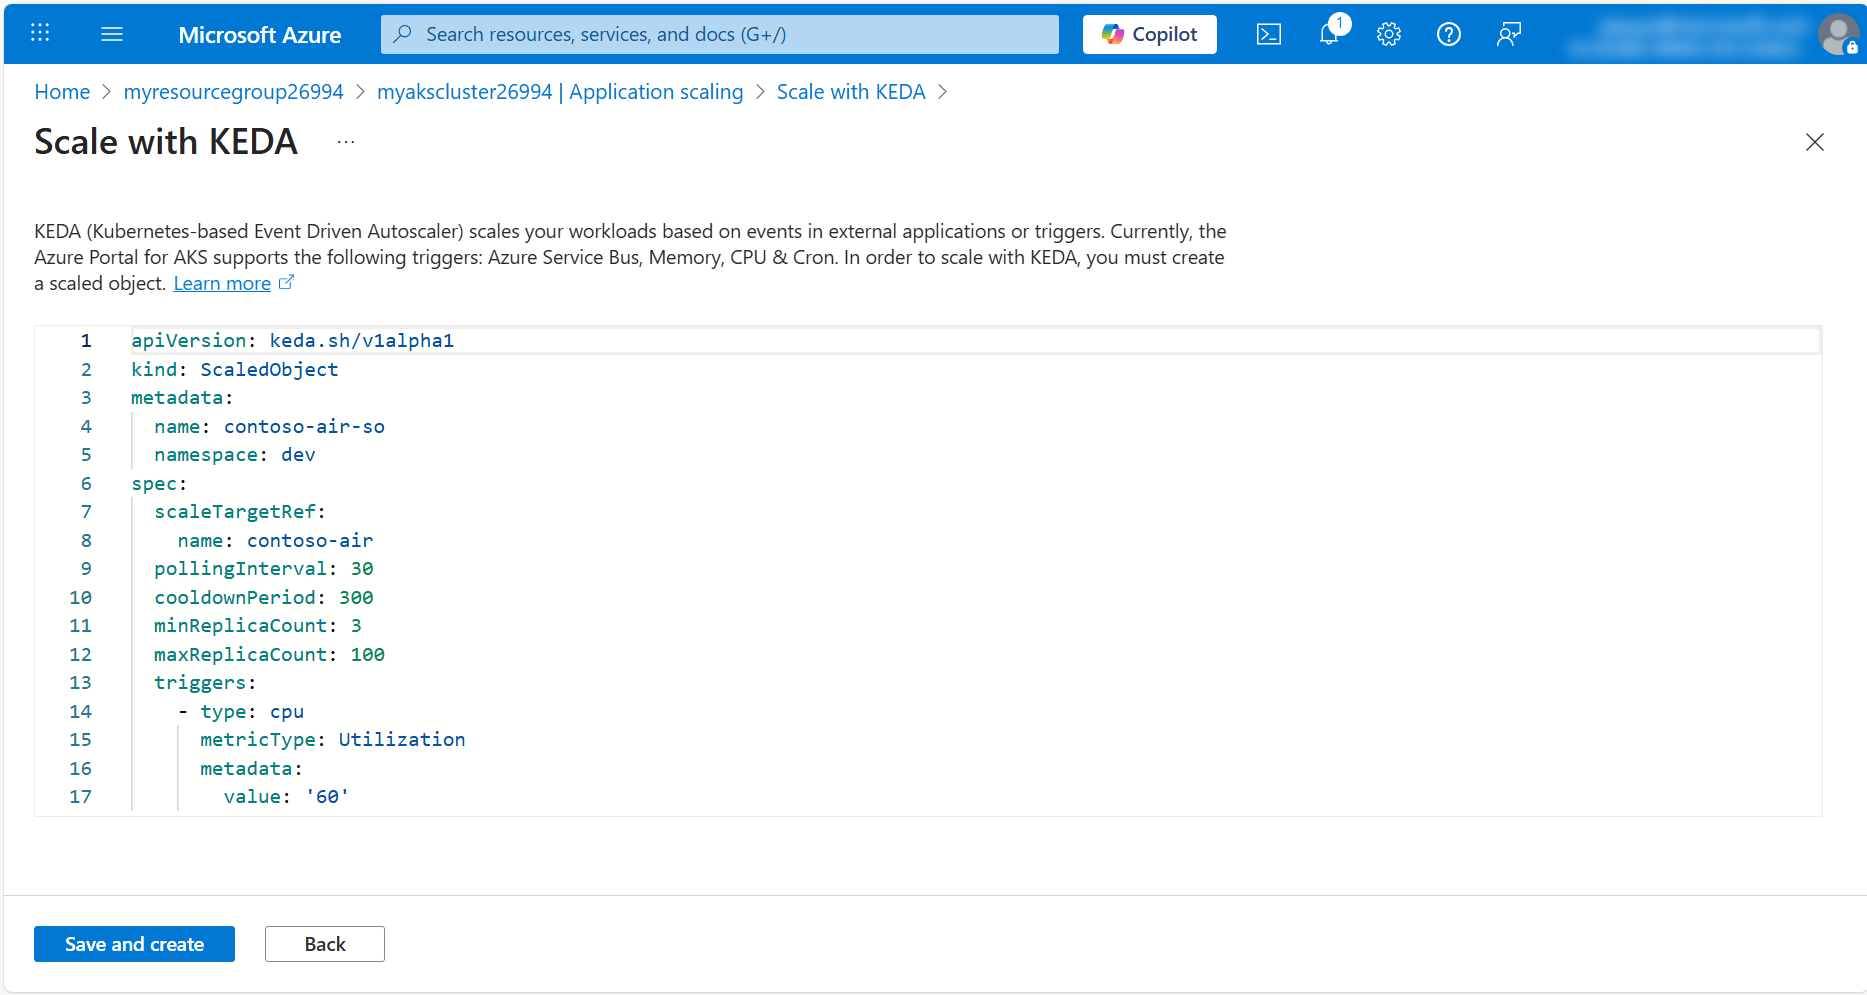 Microsoft Azure
Search resources, services, and docs (G+/)
Copilot
1
Home > myresourcegroup26994 > myakscluster26994 | Application scaling > Scale with KEDA >
Scale with KEDA ...
KEDA (Kubernetes-based Event Driven Autoscaler) scales your workloads based on events in external applications or triggers. Currently, the
Azure Portal for AKS supports the following triggers: Azure Service Bus, Memory, CPU & Cron. In order to scale with KEDA, you must create
a scaled object. Learn more
1 apiVersion: keda.sh/v1alpha1
2 kind: ScaledObject
3 metadata:
4   name: contoso-air-so
5   namespace: dev
6 spec:
7   scaleTargetRef:
8     name: contoso-air
9   pollingInterval: 30
10   cooldownPeriod: 300
11   minReplicaCount: 3
12   maxReplicaCount: 100
13   triggers:
14     - type: cpu
15       metricType: Utilization
16       metadata:
17         value: '60'
Save and create
Back